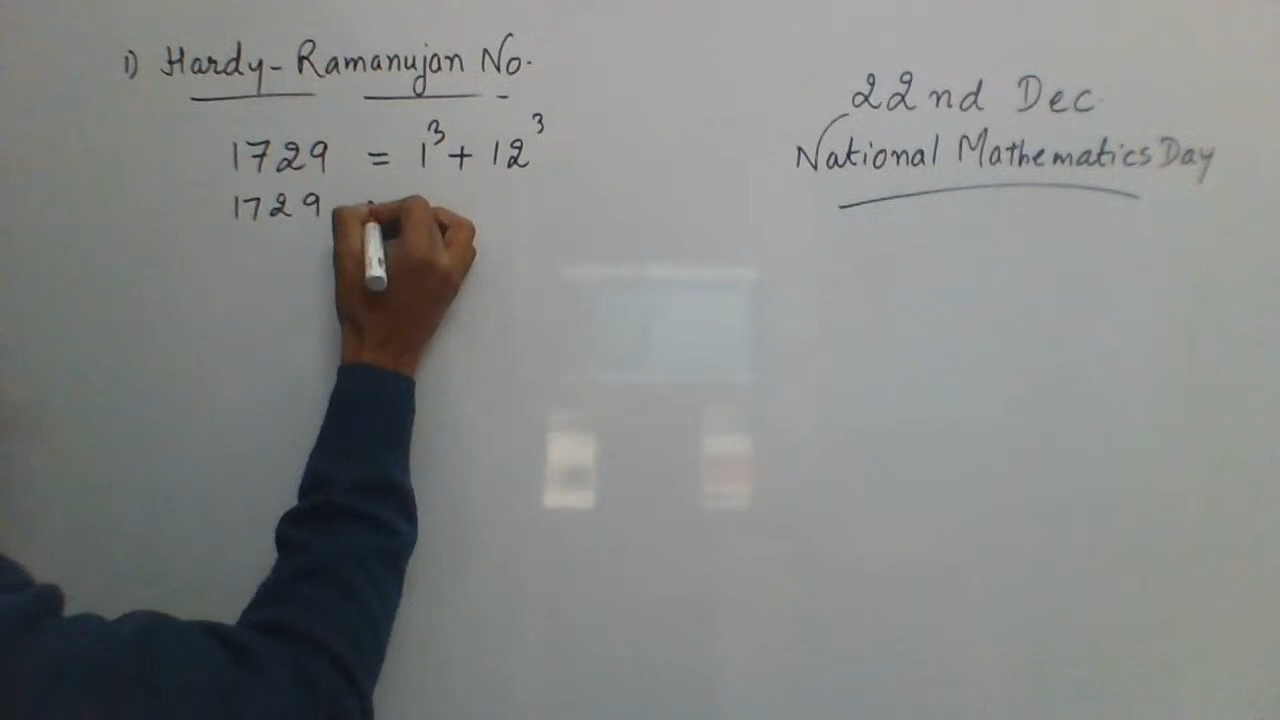 1) Hardy-Ramanujan No.
1729 = 1³ + 12³
1729
22nd Dec.
National Mathematics Day